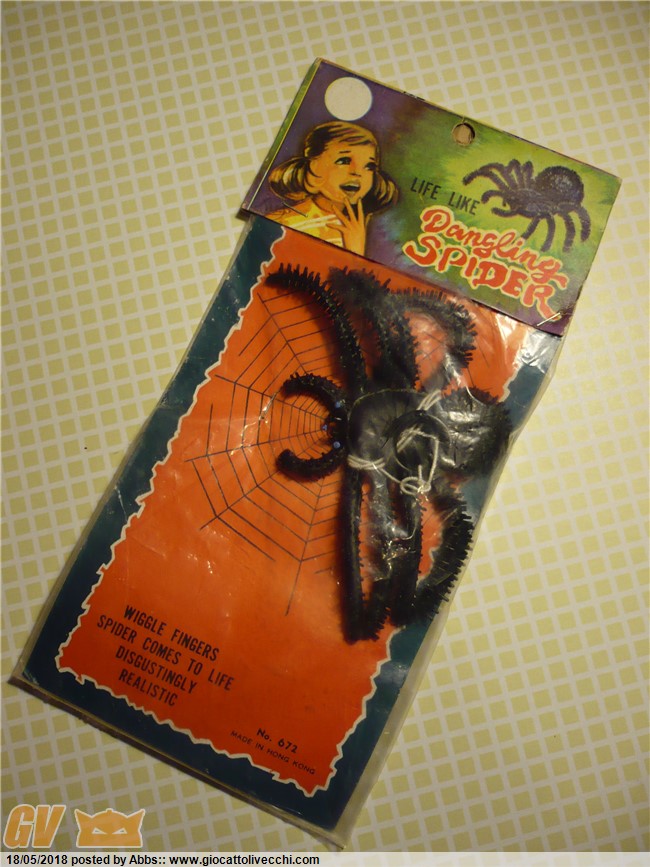 LIFE LIKE
Dangling
SPIDER
WIGGLE FINGERS
SPIDER COMES TO LIFE
DISGUSTINGLY
REALISTIC
No. 672
MADE IN HONG KONG
GV
18/05/2018 posted by Abbs:: www.giocattolivecchi.com